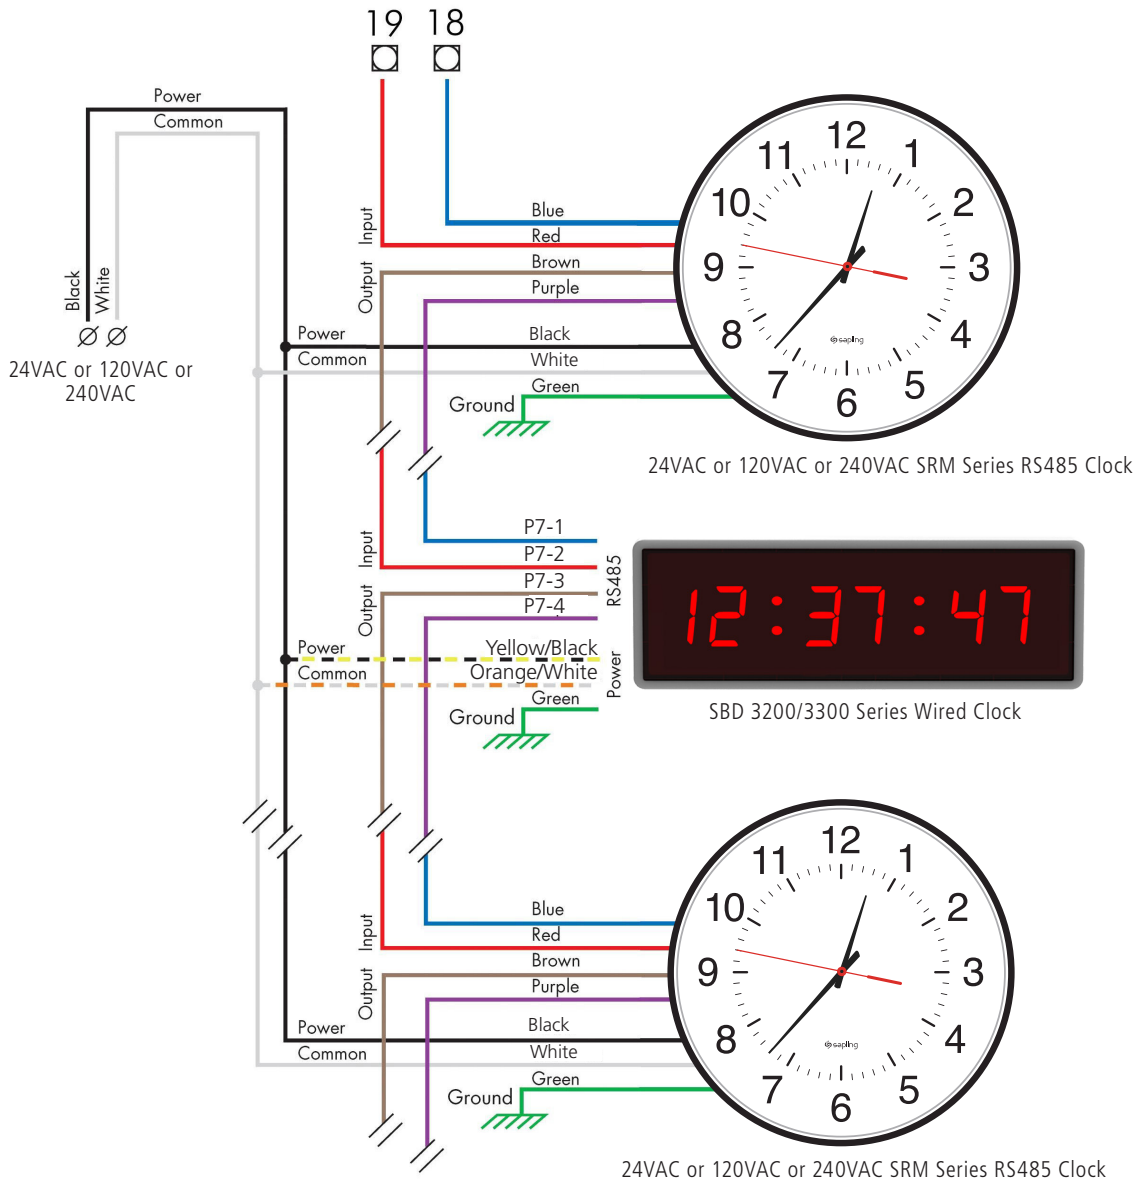 19 18
Power
Common
Black
White
24VAC or 120VAC or
240VAC
Input
Output
Blue
Red
Brown
Purple
Power
Black
Common
White
Green
Ground
12
1
2
3
4
5
6
7
8
9
10
11
sapling
24VAC or 120VAC or 240VAC SRM Series RS485 Clock
Input
Output
P7-1
P7-2
P7-3
P7-4
RS485
Power
Yellow/Black
Common
Orange/White
Power
Green
Ground
12:37:47
SBD 3200/3300 Series Wired Clock
Input
Output
Blue
Red
Brown
Purple
Power
Black
Common
White
Green
Ground
12
1
2
3
4
5
6
7
8
9
10
11
sapling
24VAC or 120VAC or 240VAC SRM Series RS485 Clock